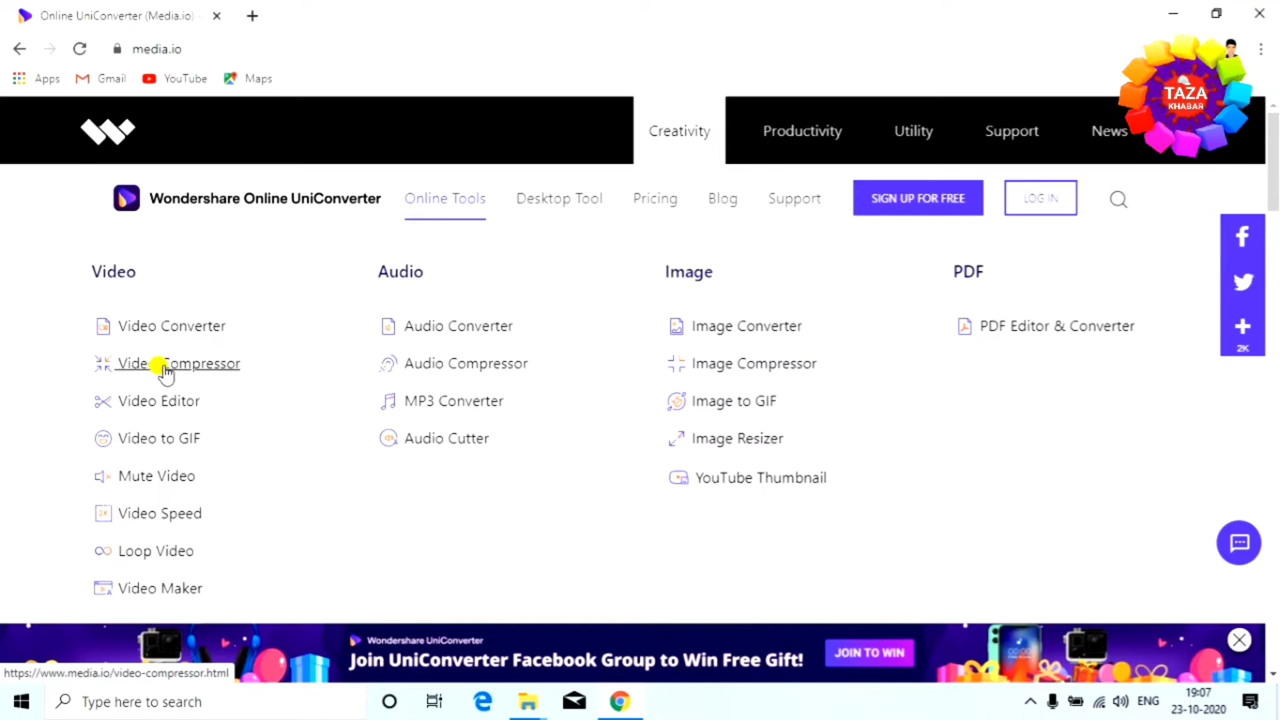 Online UniConverter (Media.io)
media.io
Apps Gmail YouTube Maps
TAZA
KHABAR
Creativity Productivity Utility Support News
Wondershare Online UniConverter Online Tools Desktop Tool Pricing Blog Support SIGN UP FOR FREE LOG IN
Video Audio Image PDF
Video Converter Audio Converter Image Converter PDF Editor & Converter
Video Compressor Audio Compressor Image Compressor
Video Editor MP3 Converter Image to GIF
Video to GIF Audio Cutter Image Resizer
Mute Video YouTube Thumbnail
Video Speed
Loop Video
Video Maker
2K
Wondershare UniConverter
Join UniConverter Facebook Group to Win Free Gift! JOIN TO WIN
https://www.media.io/video-compressor.html
Type here to search
ENG
19:07
23-10-2020